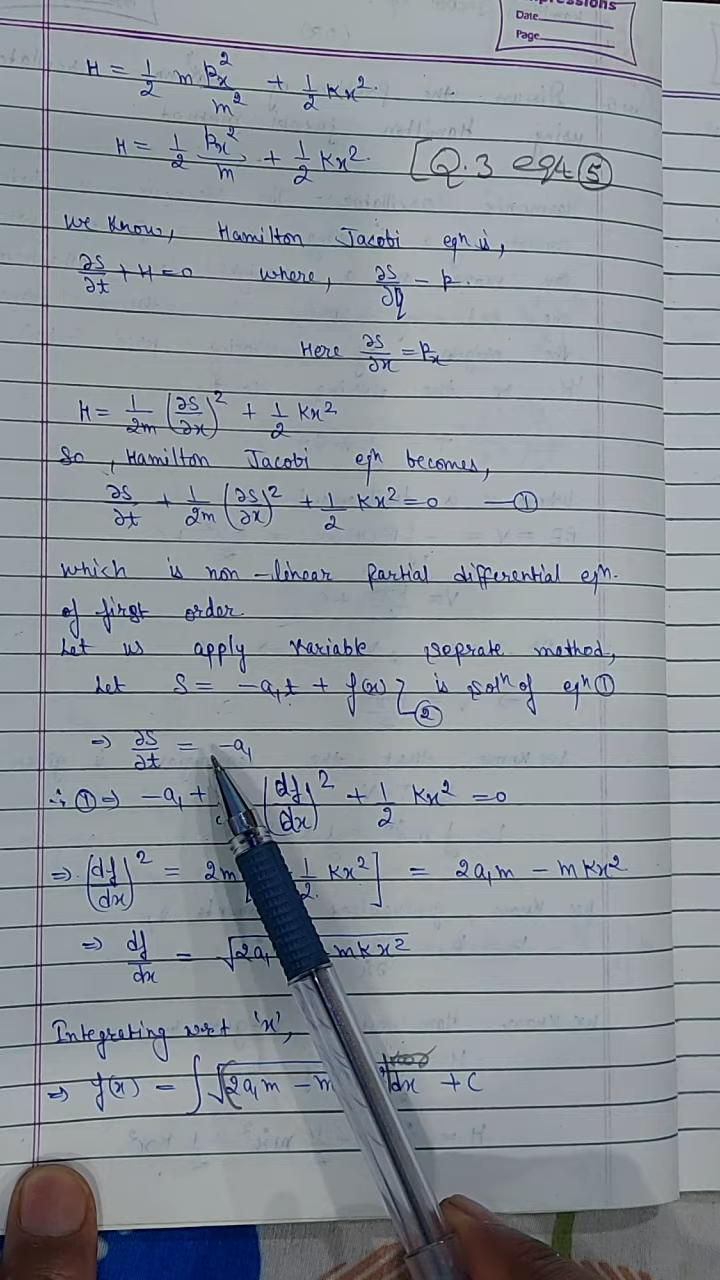 Date
Page
H = 1/2 m pₓ²/m² + 1/2 Kx².
H = 1/2 pₓ²/m + 1/2 Kx². [Q.3 eqt ⑤
We know, Hamilton Jacobi eqn is,
∂S/∂t + H = 0 where, ∂S/∂q = p.
Here ∂S/∂x = pₓ
H = 1/2m (∂S/∂x)² + 1/2 Kx²
So, Hamilton Jacobi eqn becomes,
∂S/∂t + 1/2m (∂S/∂x)² + 1/2 Kx² = 0 — ①
which is non-linear partial differential eqn.
of first order.
Let us apply variable seprate method,
Let S = -a₁t + f(x) } is solⁿ of eqⁿ ①
②
⇒ ∂S/∂t = -a₁
∴ ① ⇒ -a₁ + (df/dx)² + 1/2 Kx² = 0
⇒ (df/dx)² = 2m [ 1/2 Kx²] = 2a₁m - mKx²
⇒ df/dx = √2a₁ mKx²
Integrating w.r.t 'x',
⇒ f(x) = ∫ √(2a₁m - m dx + C